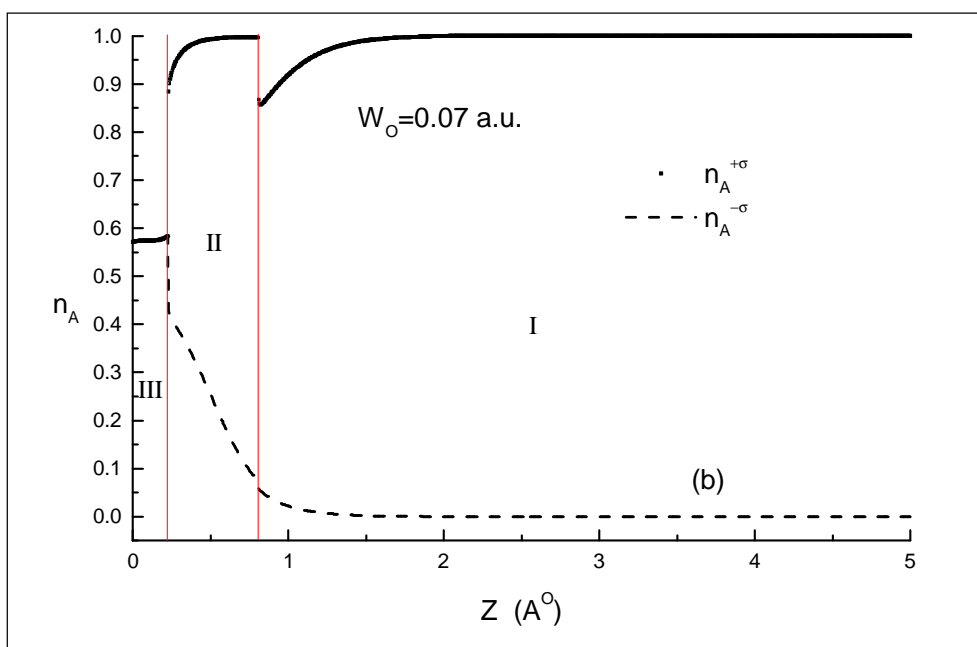 1.0
0.9
0.8
0.7
0.6
0.5
0.4
0.3
0.2
0.1
0.0
n_A
W_O=0.07 a.u.
n_A^{+σ}
n_A^{−σ}
III
II
I
(b)
0 1 2 3 4 5
Z (A^O)